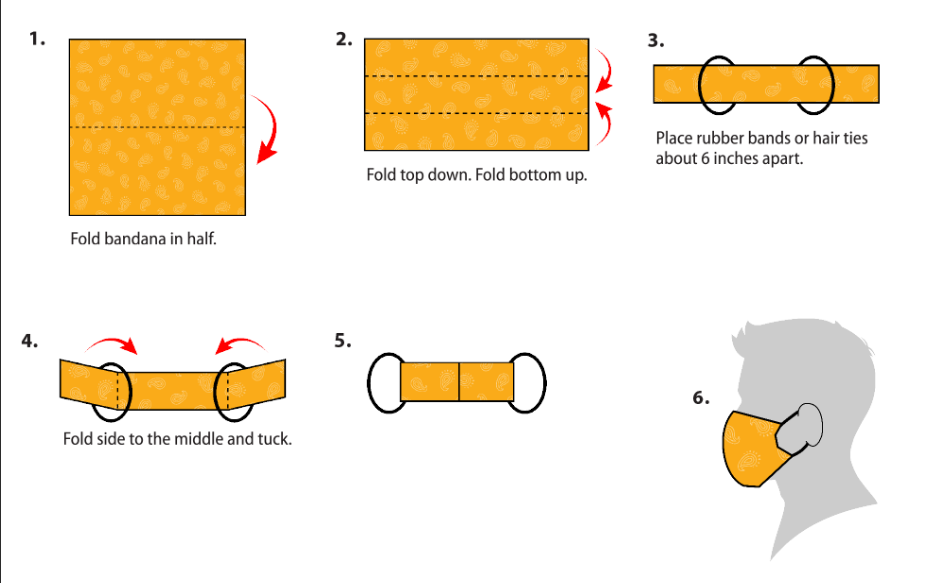 1.
Fold bandana in half.
2.
Fold top down. Fold bottom up.
3.
Place rubber bands or hair ties
about 6 inches apart.
4.
Fold side to the middle and tuck.
5.
6.